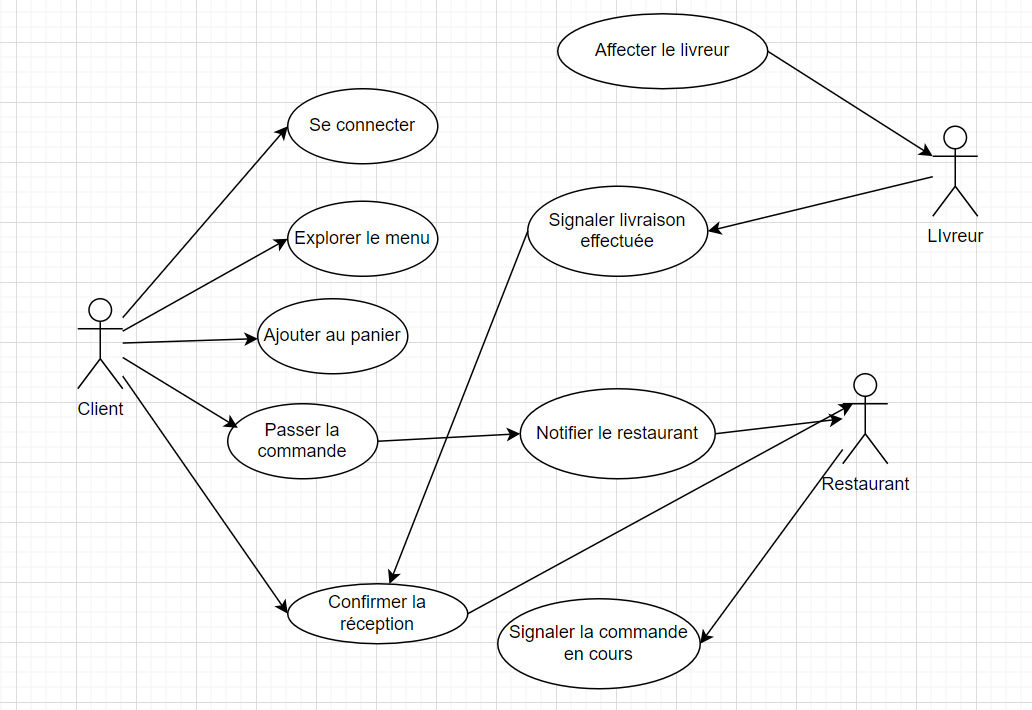 Affecter le livreur
Se connecter
Signaler livraison
effectuée
LIvreur
Explorer le menu
Ajouter au panier
Client
Passer la
commande
Notifier le restaurant
Restaurant
Confirmer la
réception
Signaler la commande
en cours